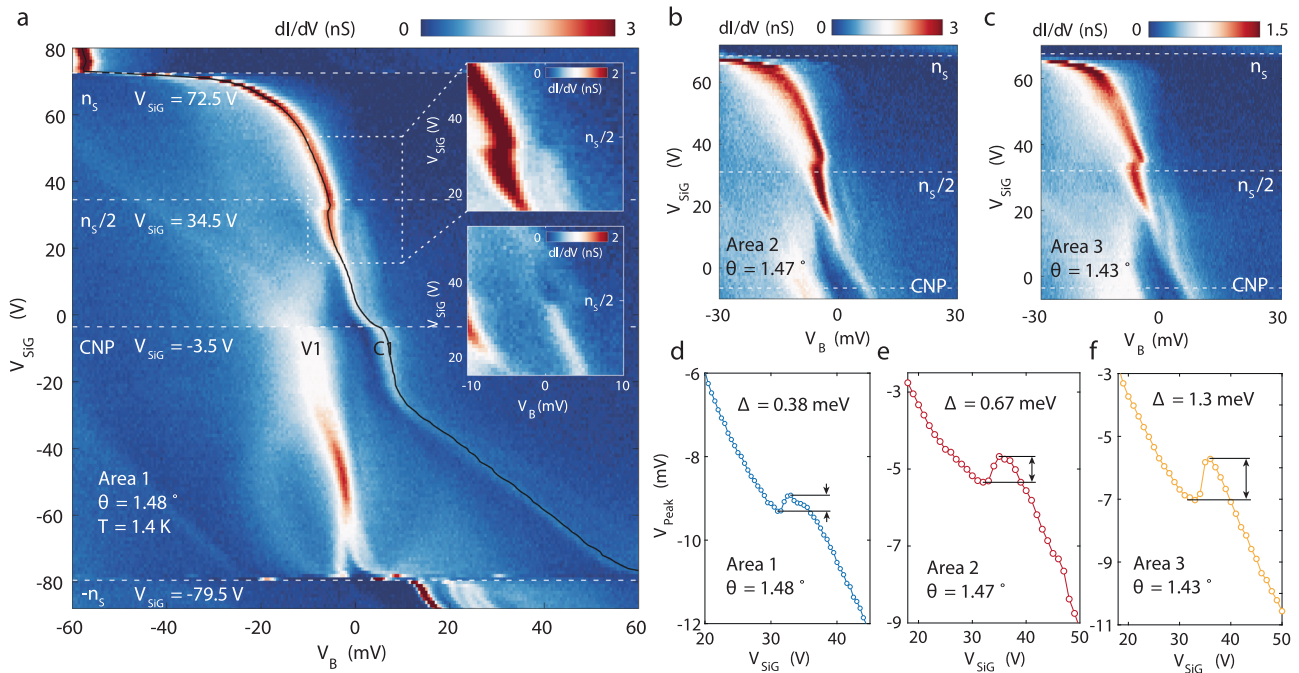 a
dI/dV (nS) 0 3
80
60
40
20
0
-20
-40
-60
-80
V_SiG (V)
n_S V_SiG = 72.5 V
n_S/2 V_SiG = 34.5 V
CNP V_SiG = -3.5 V
-n_S V_SiG = -79.5 V
V1 C1
Area 1
θ = 1.48 °
T = 1.4 K
-60 -40 -20 0 20 40 60
V_B (mV)
0 2
dI/dV (nS)
40
20
V_SiG (V)
n_S/2
0 2
dI/dV (nS)
40
20
V_SiG (V)
n_S/2
-10 0 10
V_B (mV)
b
dI/dV (nS) 0 3
60
40
20
0
V_SiG (V)
n_S
n_S/2
CNP
Area 2
θ = 1.47 °
-30 0 30
V_B (mV)
c
dI/dV (nS) 0 1.5
60
40
20
0
V_SiG (V)
n_S
n_S/2
CNP
Area 3
θ = 1.43 °
-30 0 30
V_B (mV)
d
-6
-8
-10
-12
V_Peak (mV)
Δ = 0.38 meV
Area 1
θ = 1.48 °
20 30 40
V_SiG (V)
e
-3
-5
-7
-9
Δ = 0.67 meV
Area 2
θ = 1.47 °
20 30 40 50
V_SiG (V)
f
-3
-5
-7
-9
-11
Δ = 1.3 meV
Area 3
θ = 1.43 °
20 30 40 50
V_SiG (V)